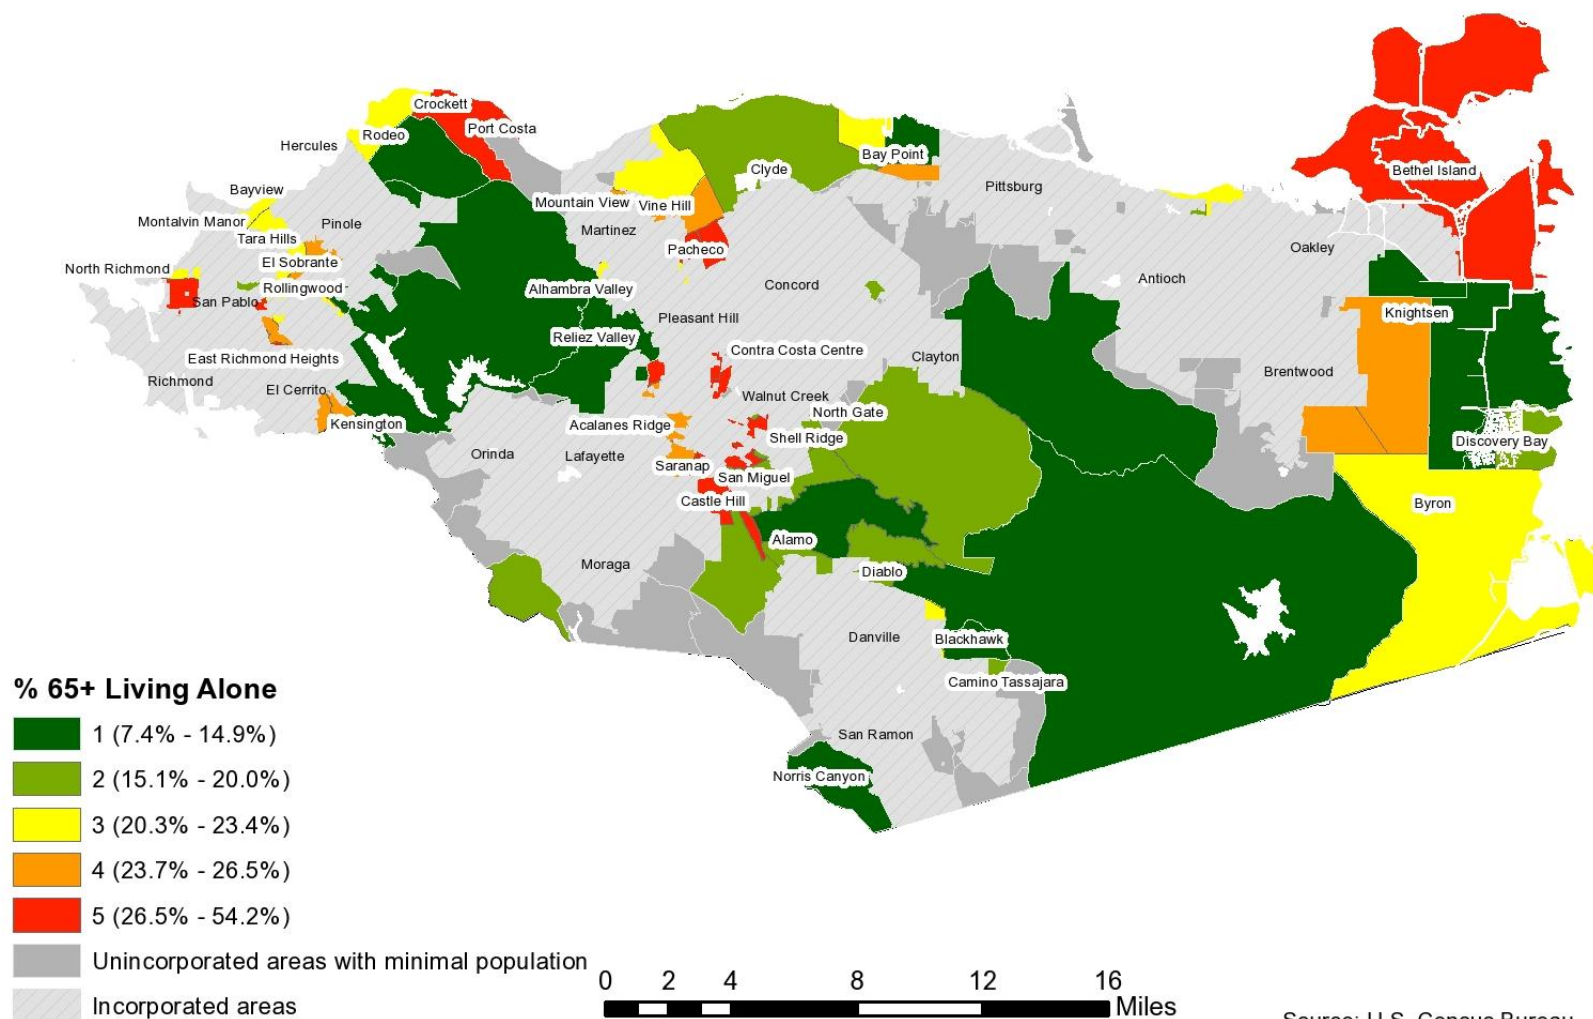 Crockett
Port Costa
Rodeo
Hercules
Bay Point
Clyde
Bethel Island
Bayview
Pittsburg
Mountain View
Vine Hill
Montalvin Manor
Pinole
Martinez
Tara Hills
Pacheco
Oakley
El Sobrante
North Richmond
Antioch
Rollingwood
Alhambra Valley
Concord
San Pablo
Knightsen
Pleasant Hill
Reliez Valley
Contra Costa Centre
East Richmond Heights
Clayton
Brentwood
Richmond
El Cerrito
Walnut Creek
North Gate
Kensington
Acalanes Ridge
Shell Ridge
Discovery Bay
Orinda
Lafayette
Saranap
San Miguel
Castle Hill
Byron
Alamo
Moraga
Diablo
Danville
Blackhawk
Camino Tassajara
San Ramon
Norris Canyon
% 65+ Living Alone
1 (7.4% - 14.9%)
2 (15.1% - 20.0%)
3 (20.3% - 23.4%)
4 (23.7% - 26.5%)
5 (26.5% - 54.2%)
Unincorporated areas with minimal population
Incorporated areas
0 2 4 8 12 16
Miles
Source: U.S. Census Bureau